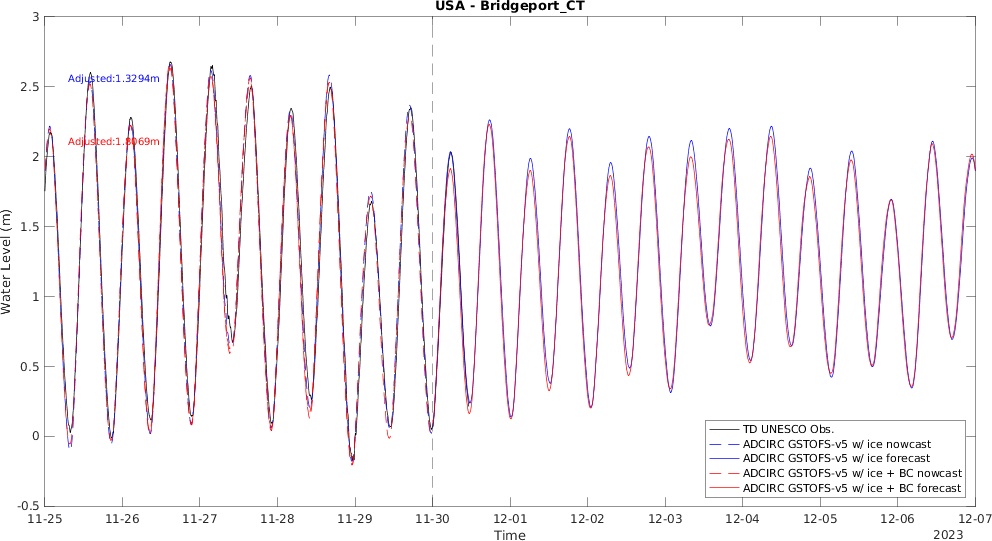 USA - Bridgeport_CT
3
2.5
2
1.5
1
0.5
0
-0.5
Water Level (m)
Adjusted:1.3294m
Adjusted:1.8069m
TD UNESCO Obs.
ADCIRC GSTOFS-v5 w/ ice nowcast
ADCIRC GSTOFS-v5 w/ ice forecast
ADCIRC GSTOFS-v5 w/ ice + BC nowcast
ADCIRC GSTOFS-v5 w/ ice + BC forecast
11-25 11-26 11-27 11-28 11-29 11-30 12-01 12-02 12-03 12-04 12-05 12-06 12-07
Time
2023